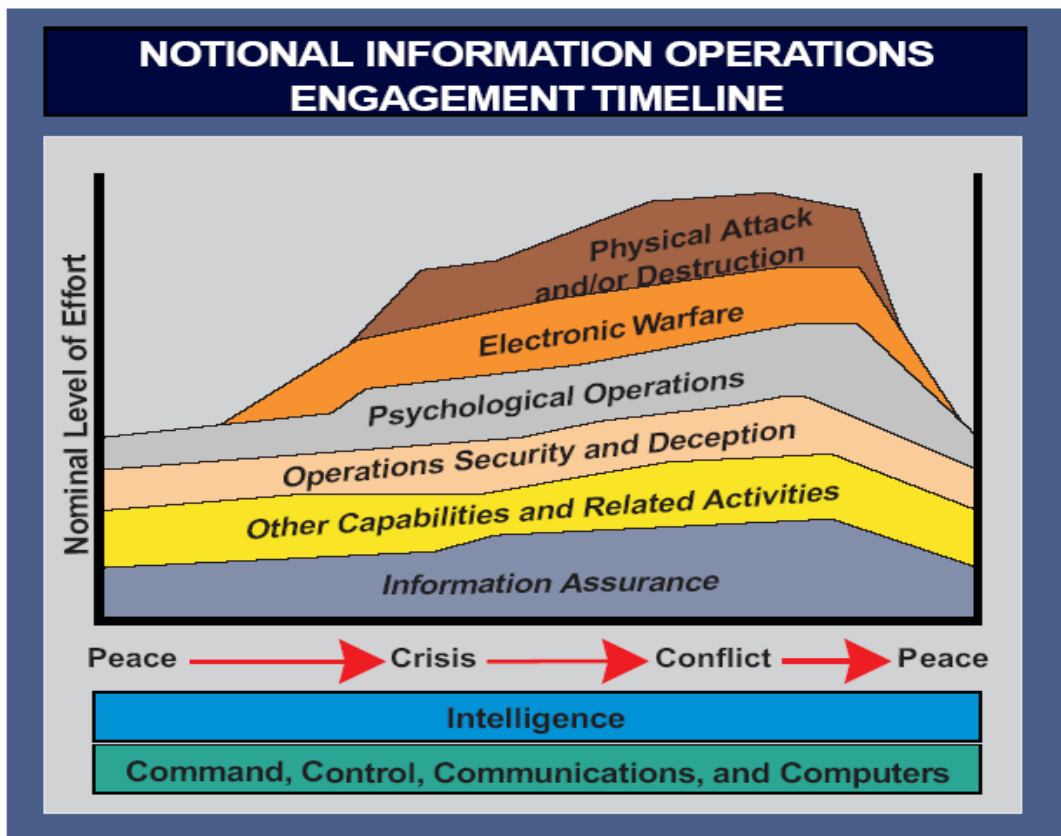 NOTIONAL INFORMATION OPERATIONS
ENGAGEMENT TIMELINE
Nominal Level of Effort
Physical Attack
and/or Destruction
Electronic Warfare
Psychological Operations
Operations Security and Deception
Other Capabilities and Related Activities
Information Assurance
Peace Crisis Conflict Peace
Intelligence
Command, Control, Communications, and Computers